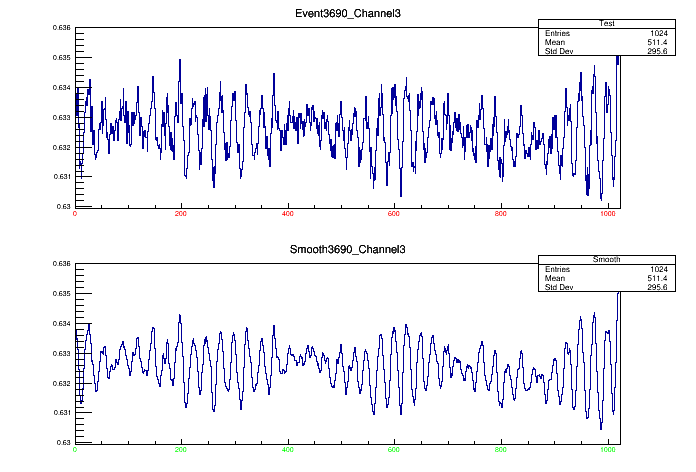 Event3690_Channel3
Test
Entries 1024
Mean 511.4
Std Dev 295.6
0.636
0.635
0.634
0.633
0.632
0.631
0.63
0 200 400 600 800 1000
Smooth3690_Channel3
Smooth
Entries 1024
Mean 511.4
Std Dev 295.6
0.636
0.635
0.634
0.633
0.632
0.631
0.63
0 200 400 600 800 1000